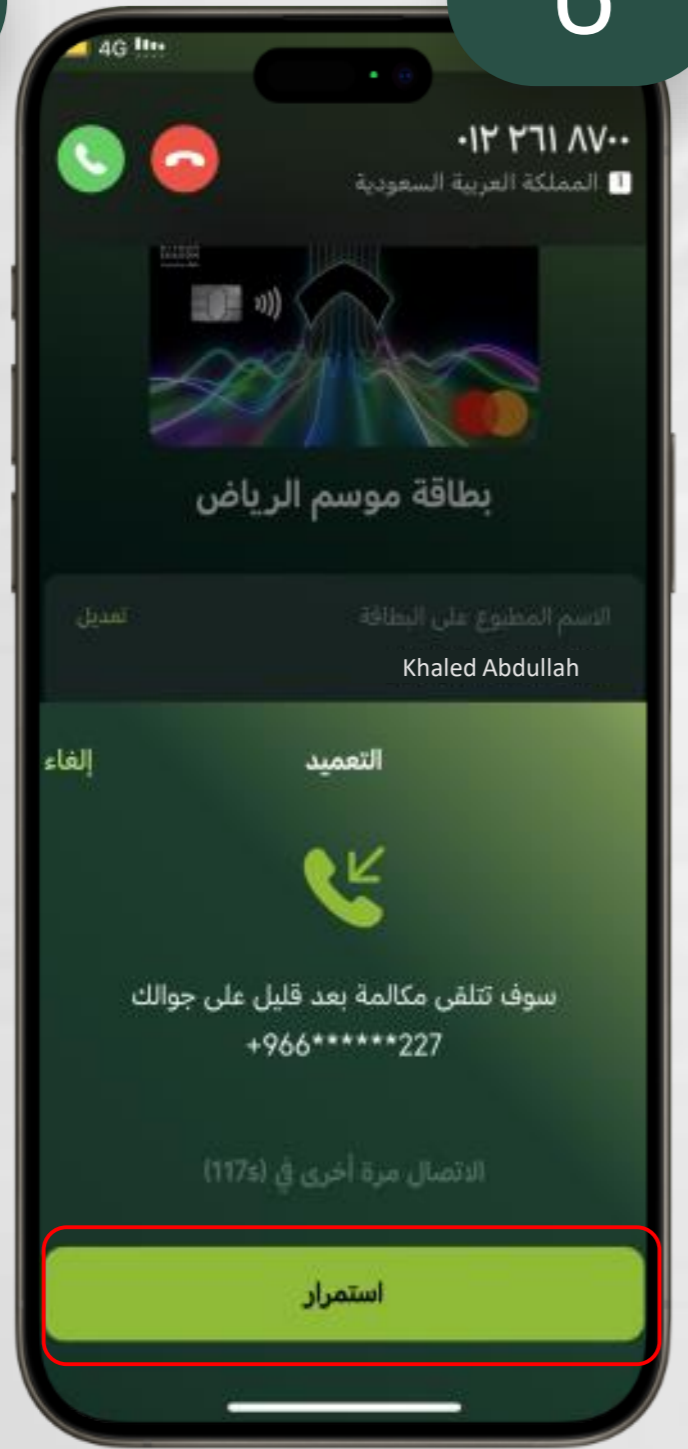 4G
٠١٢ ٢٦١ ٨٧٠٠
المملكة العربية السعودية
بطاقة موسم الرياض
الاسم المطبوع على البطاقة
تعديل
Khaled Abdullah
التعميد
إلغاء
سوف تتلقى مكالمة بعد قليل على جوالك
+966******227
الاتصال مرة أخرى في (117s)
استمرار